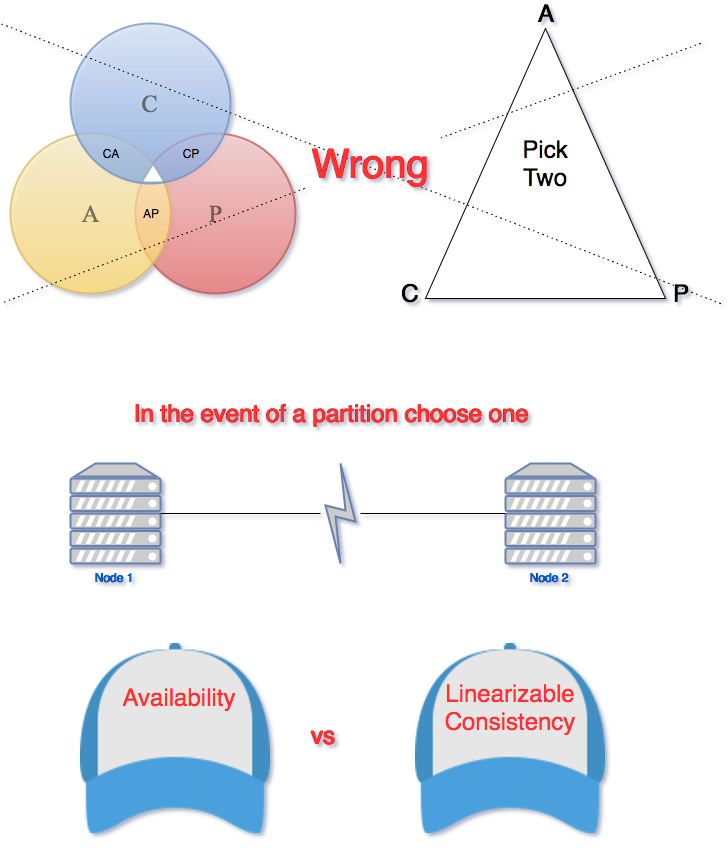 A
C
Pick
Two
CA
CP
Wrong
A
AP
P
C
P
In the event of a partition choose one
Node 1
Node 2
Availability
vs
Linearizable
Consistency